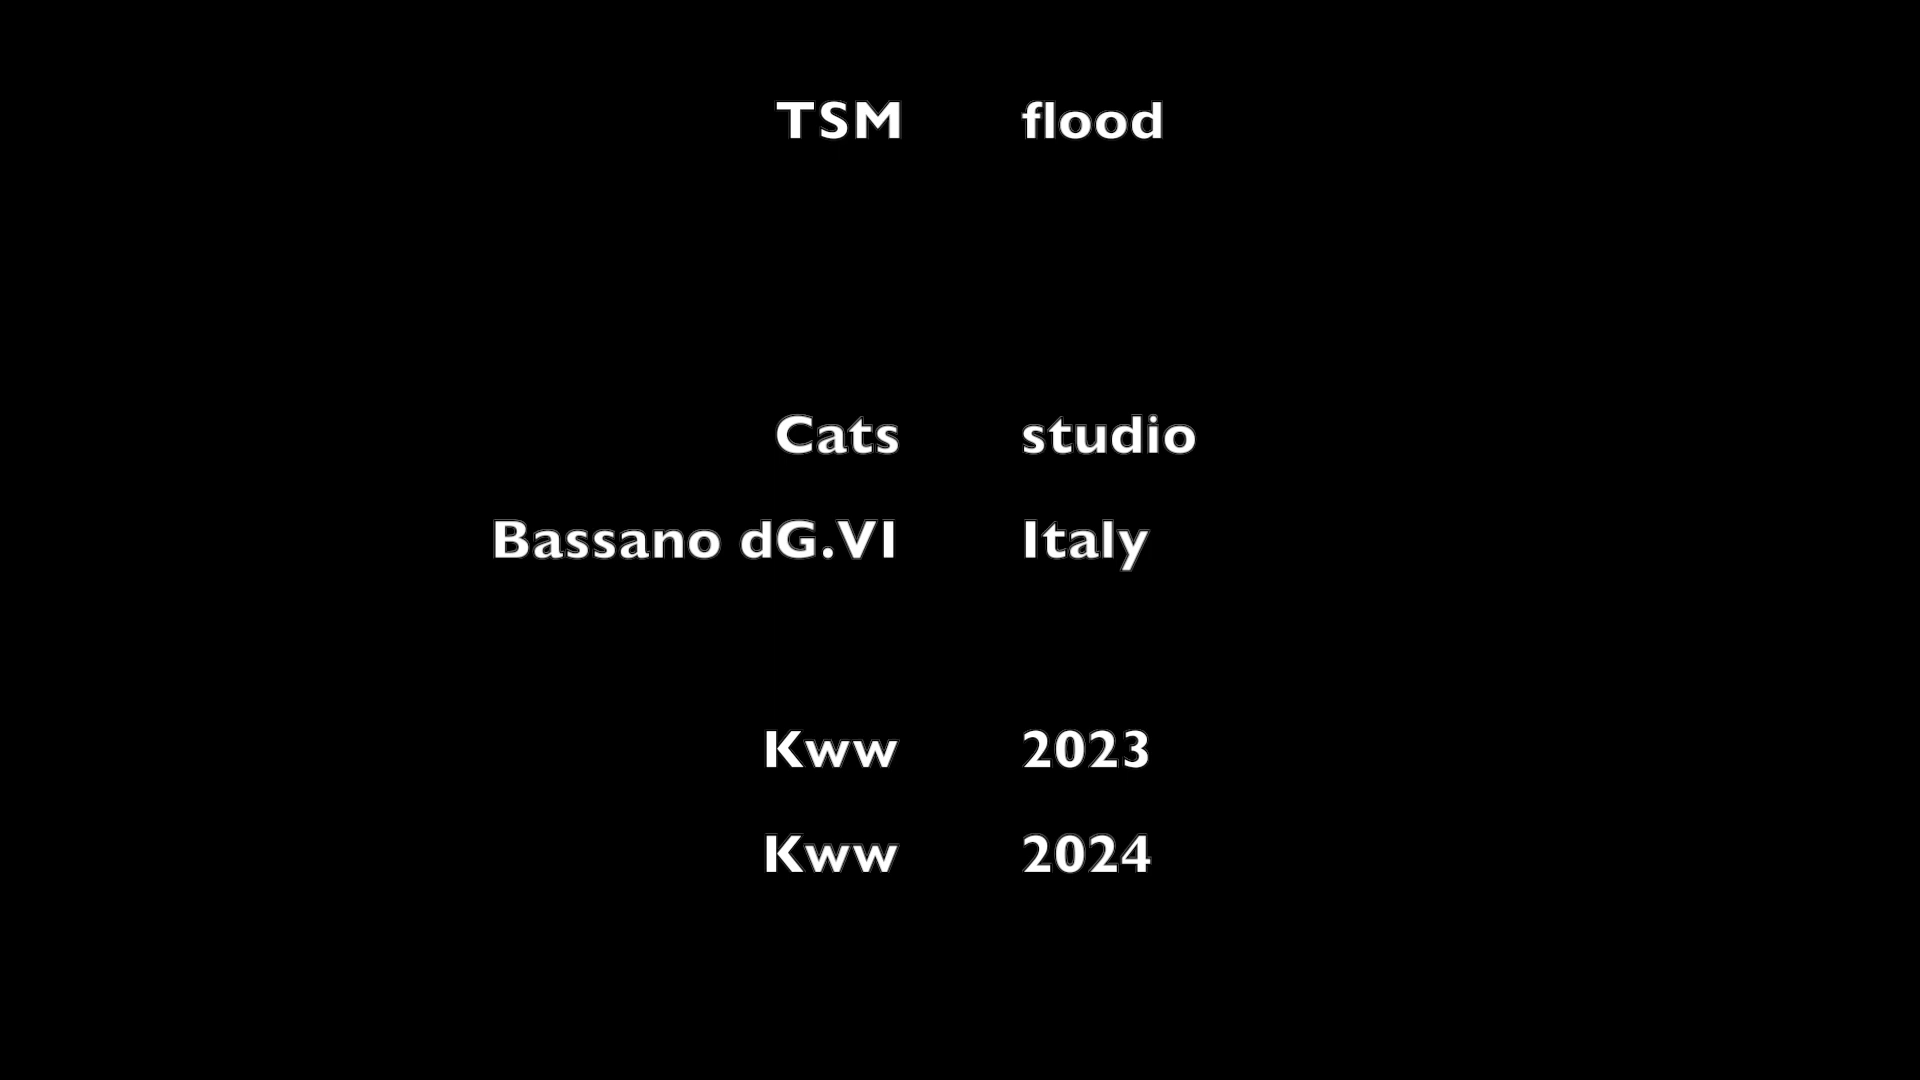 TSM flood
Cats studio
Bassano dG.VI Italy
Kww 2023
Kww 2024